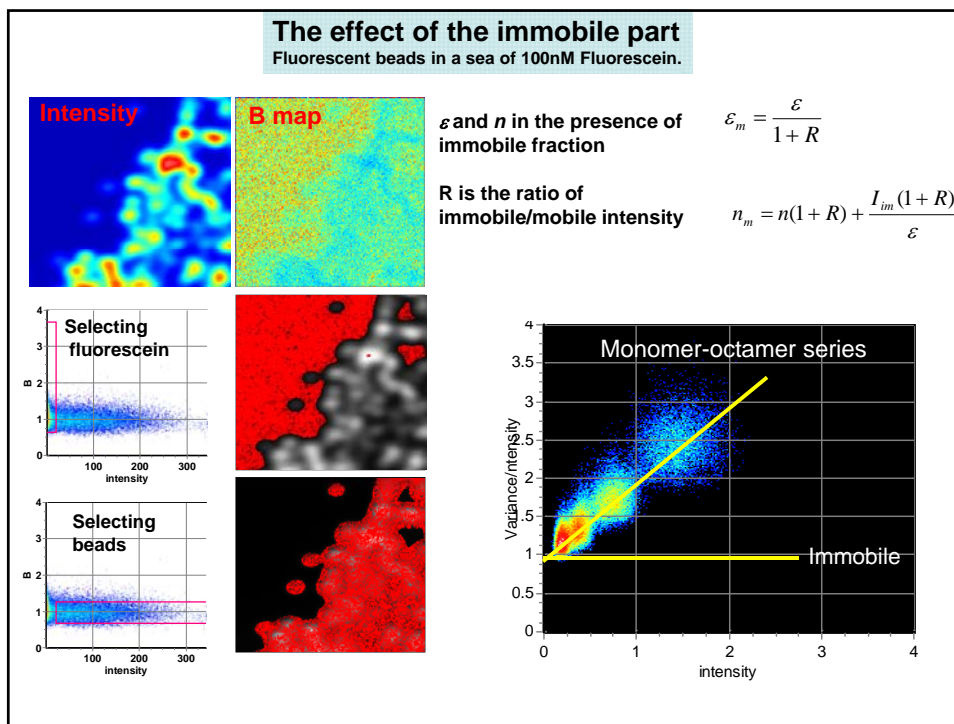 The effect of the immobile part
Fluorescent beads in a sea of 100nM Fluorescein.
Intensity
B map
ε and n in the presence of
immobile fraction
ε_m = ε / (1 + R)
R is the ratio of
immobile/mobile intensity
n_m = n(1 + R) + I_im (1 + R) / ε
4
3
2
1
0
B
Selecting
fluorescein
100
200
300
intensity
4
3
2
1
0
B
Selecting
beads
100
200
300
intensity
4
3.5
3
2.5
2
1.5
1
0.5
0
Variance/ntensity
Monomer-octamer series
Immobile
0
1
2
3
4
intensity